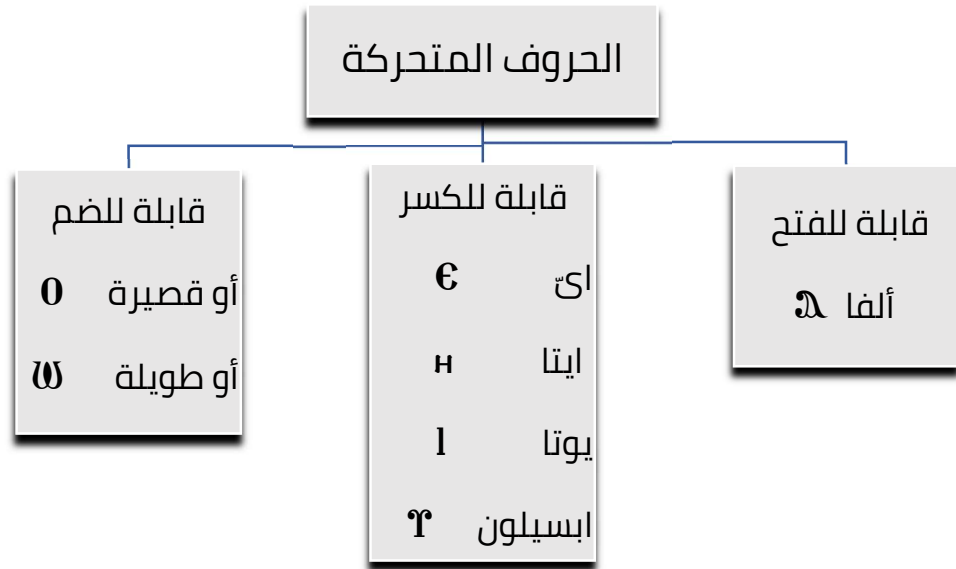 الحروف المتحركة
قابلة للفتح
ألفا ⲁ
قابلة للكسر
ايّ ⲉ
ايتا ⲏ
يوتا ⲓ
ابسيلون ⲩ
قابلة للضم
أو قصيرة ⲟ
أو طويلة ⲱ